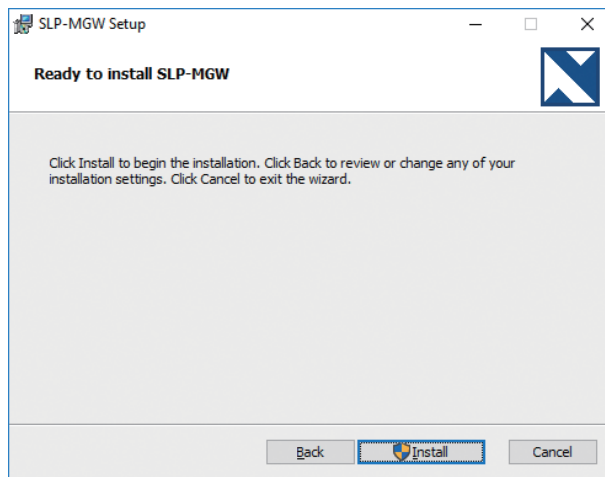 SLP-MGW Setup
Ready to install SLP-MGW
Click Install to begin the installation. Click Back to review or change any of your
installation settings. Click Cancel to exit the wizard.
Back Install Cancel